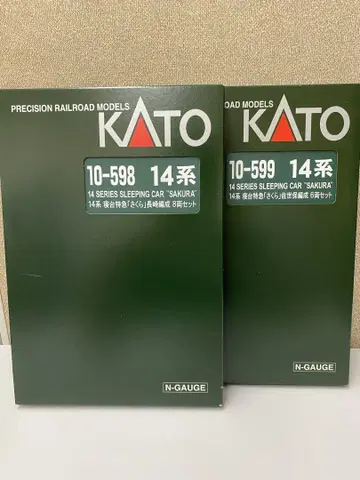 PRECISION RAILROAD MODELS
KATO
10-598 14系
14 SERIES SLEEPING CAR "SAKURA"
14系 寝台特急「さくら」長崎編成 8両セット
N-GAUGE
ROAD MODELS
KATO
10-599 14系
14 SERIES SLEEPING CAR "SAKURA"
14系 寝台特急「さくら」佐世保編成 6両セット
N-GAUGE